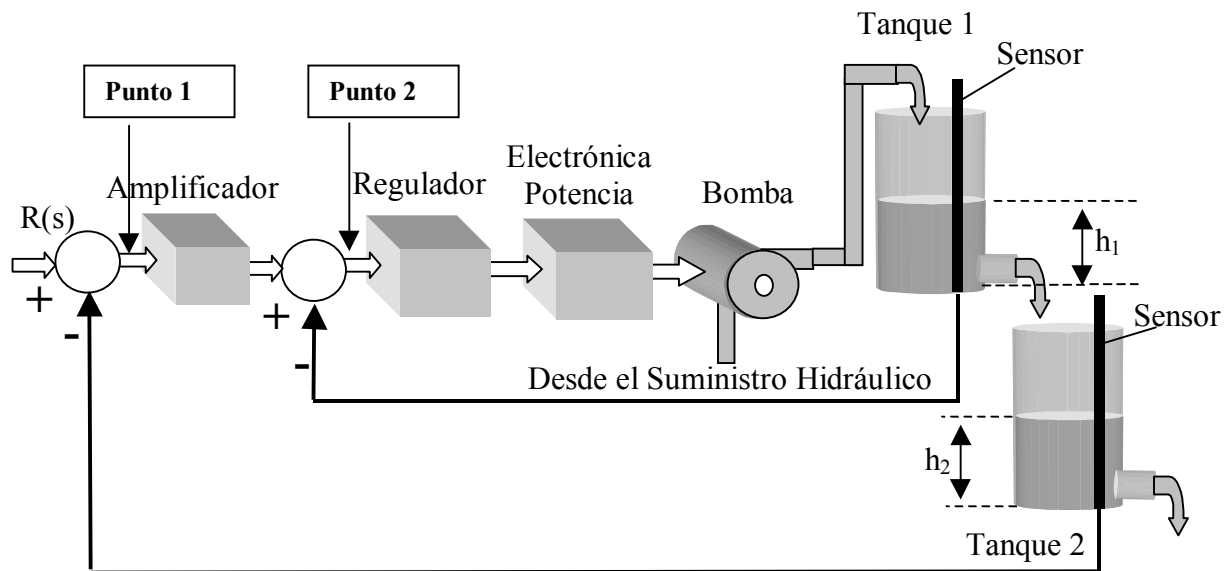 Tanque 1
Sensor
Punto 1
Punto 2
Electrónica
Potencia
Amplificador
Regulador
Bomba
R(s)
+
-
+
-
h1
Sensor
Desde el Suministro Hidráulico
h2
Tanque 2